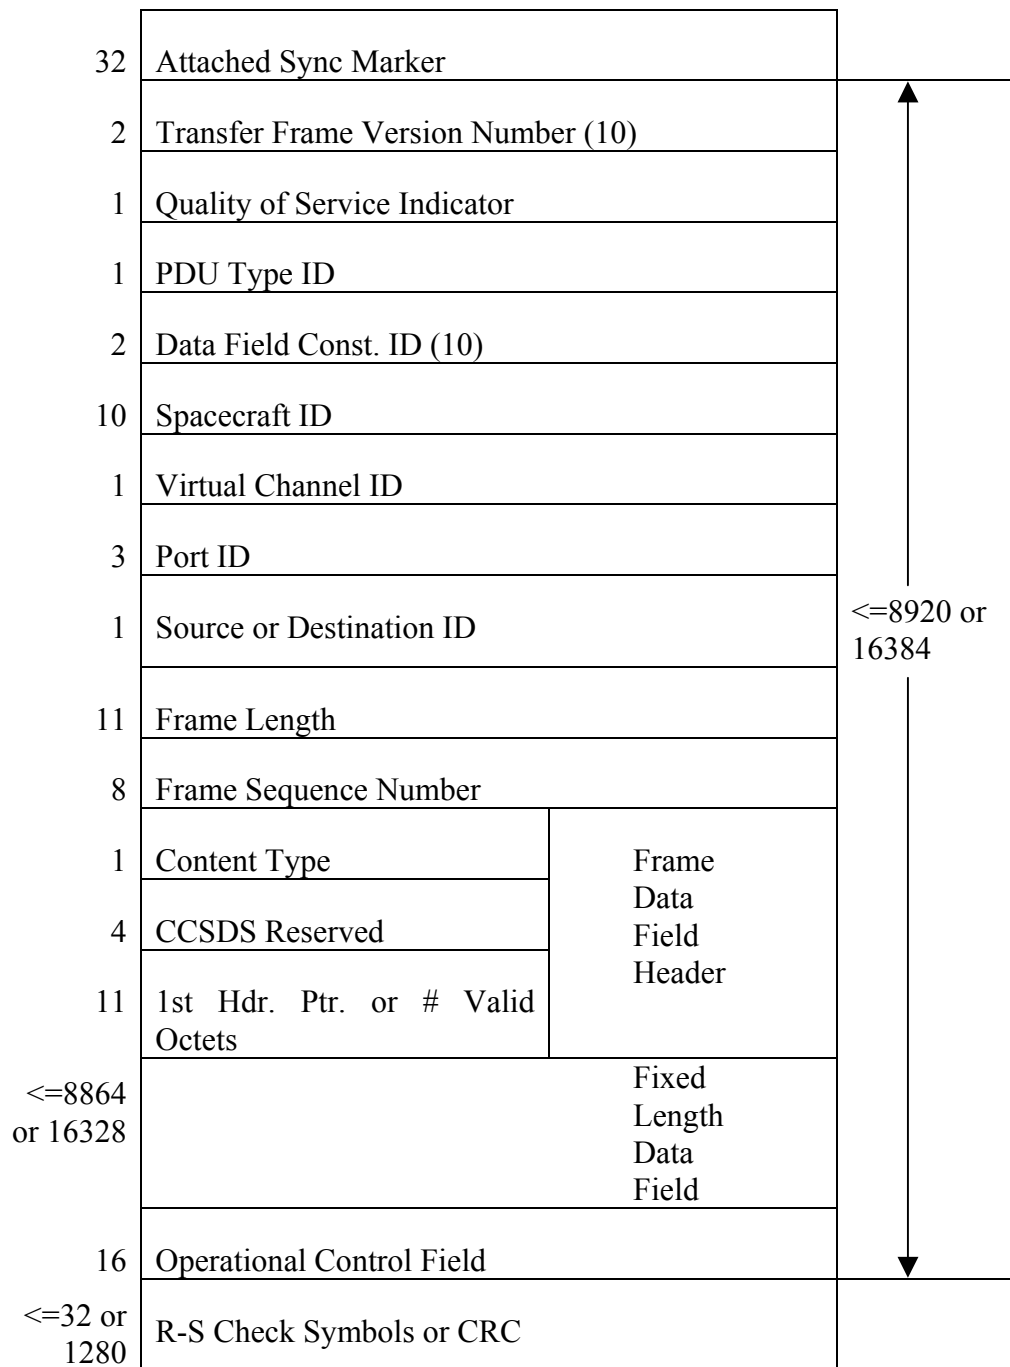 32 Attached Sync Marker
2 Transfer Frame Version Number (10)
1 Quality of Service Indicator
1 PDU Type ID
2 Data Field Const. ID (10)
10 Spacecraft ID
1 Virtual Channel ID
3 Port ID
1 Source or Destination ID
<=8920 or
16384
11 Frame Length
8 Frame Sequence Number
1 Content Type
4 CCSDS Reserved
11 1st Hdr. Ptr. or # Valid
Octets
Frame
Data
Field
Header
<=8864
or 16328
Fixed
Length
Data
Field
16 Operational Control Field
<=32 or
1280
R-S Check Symbols or CRC